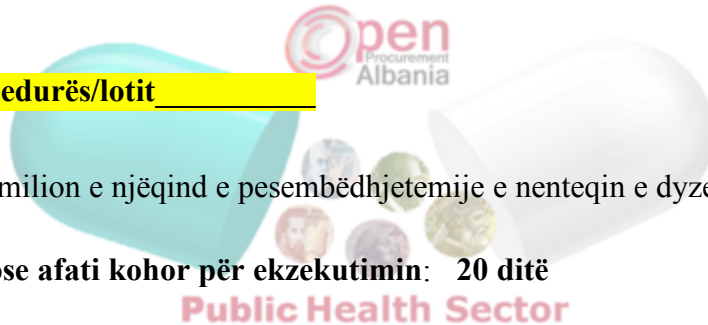 Open
Procurement
Albania
edurës/lotit__________
milion e njëqind e pesembëdhjetemije e nenteqin e dyze
ose afati kohor për ekzekutimin: 20 ditë
Public Health Sector